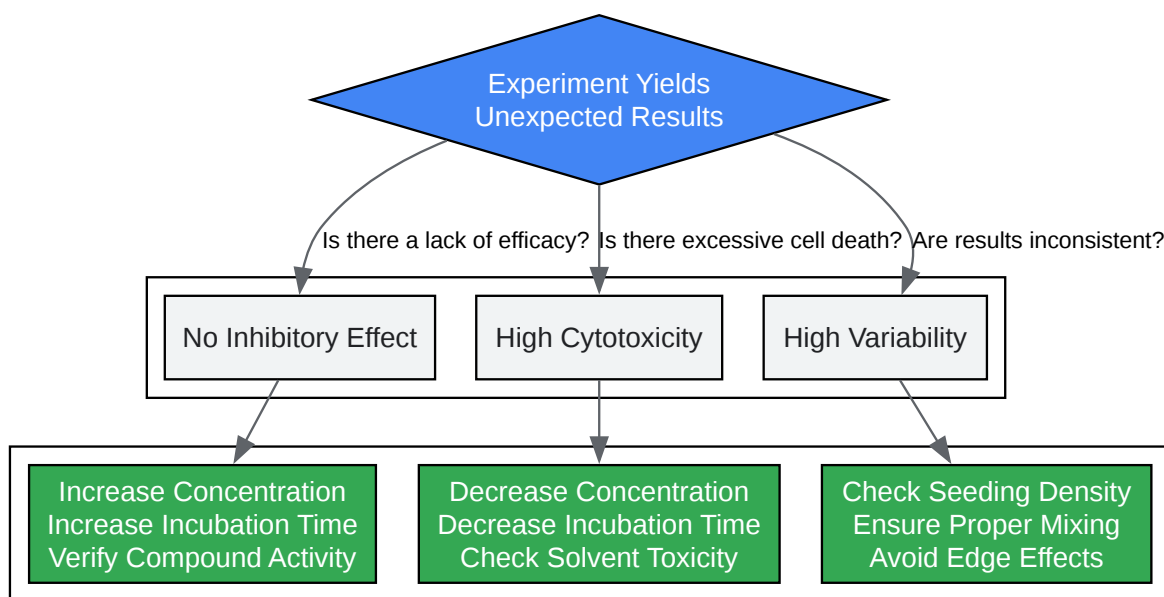 Experiment Yields
Unexpected Results
Is there a lack of efficacy?
Is there excessive cell death?
Are results inconsistent?
No Inhibitory Effect
High Cytotoxicity
High Variability
Increase Concentration
Increase Incubation Time
Verify Compound Activity
Decrease Concentration
Decrease Incubation Time
Check Solvent Toxicity
Check Seeding Density
Ensure Proper Mixing
Avoid Edge Effects